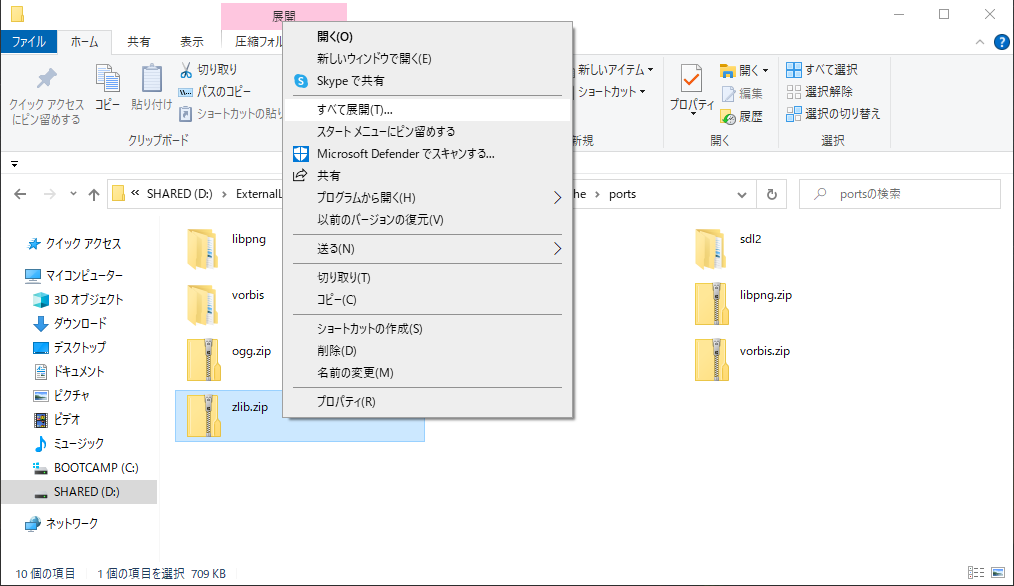 展開
ファイル
ホーム
共有
表示
圧縮フォル
クイック アクセス
にピン留めする
コピー
貼り付け
切り取り
パスのコピー
ショートカットの貼り
クリップボード
新しいアイテム
ショートカット
新規
プロパティ
開く
編集
履歴
開く
すべて選択
選択解除
選択の切り替え
選択
« SHARED (D:) › ExternalL
he › ports
portsの検索
クイック アクセス
マイコンピューター
3D オブジェクト
ダウンロード
デスクトップ
ドキュメント
ピクチャ
ビデオ
ミュージック
BOOTCAMP (C:)
SHARED (D:)
ネットワーク
libpng
vorbis
ogg.zip
zlib.zip
sdl2
libpng.zip
vorbis.zip
開く(O)
新しいウィンドウで開く(E)
Skype で共有
すべて展開(T)...
スタート メニューにピン留めする
Microsoft Defender でスキャンする...
共有
プログラムから開く(H)
以前のバージョンの復元(V)
送る(N)
切り取り(T)
コピー(C)
ショートカットの作成(S)
削除(D)
名前の変更(M)
プロパティ(R)
10 個の項目
1 個の項目を選択 709 KB